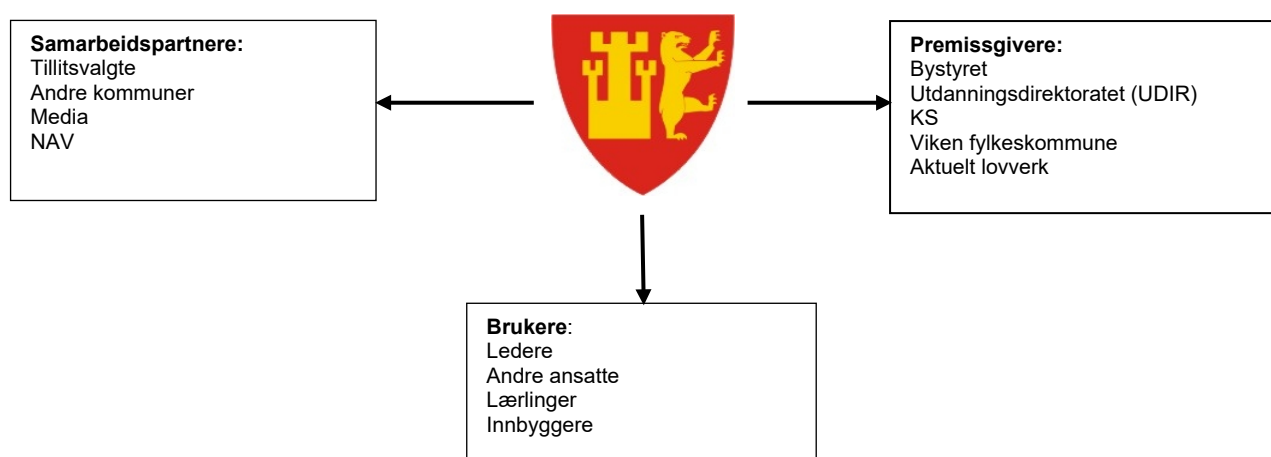 Samarbeidspartnere:
Tillitsvalgte
Andre kommuner
Media
NAV
Premissgivere:
Bystyret
Utdanningsdirektoratet (UDIR)
KS
Viken fylkeskommune
Aktuelt lovverk
Brukere:
Ledere
Andre ansatte
Lærlinger
Innbyggere